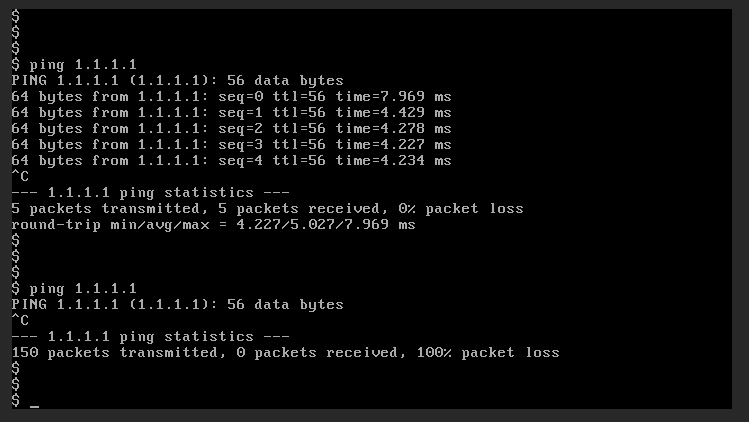 $
$
$
$ ping 1.1.1.1
PING 1.1.1.1 (1.1.1.1): 56 data bytes
64 bytes from 1.1.1.1: seq=0 ttl=56 time=7.969 ms
64 bytes from 1.1.1.1: seq=1 ttl=56 time=4.429 ms
64 bytes from 1.1.1.1: seq=2 ttl=56 time=4.278 ms
64 bytes from 1.1.1.1: seq=3 ttl=56 time=4.227 ms
64 bytes from 1.1.1.1: seq=4 ttl=56 time=4.234 ms
^C
--- 1.1.1.1 ping statistics ---
5 packets transmitted, 5 packets received, 0% packet loss
round-trip min/avg/max = 4.227/5.027/7.969 ms
$
$
$
$ ping 1.1.1.1
PING 1.1.1.1 (1.1.1.1): 56 data bytes
^C
--- 1.1.1.1 ping statistics ---
150 packets transmitted, 0 packets received, 100% packet loss
$
$
$ _